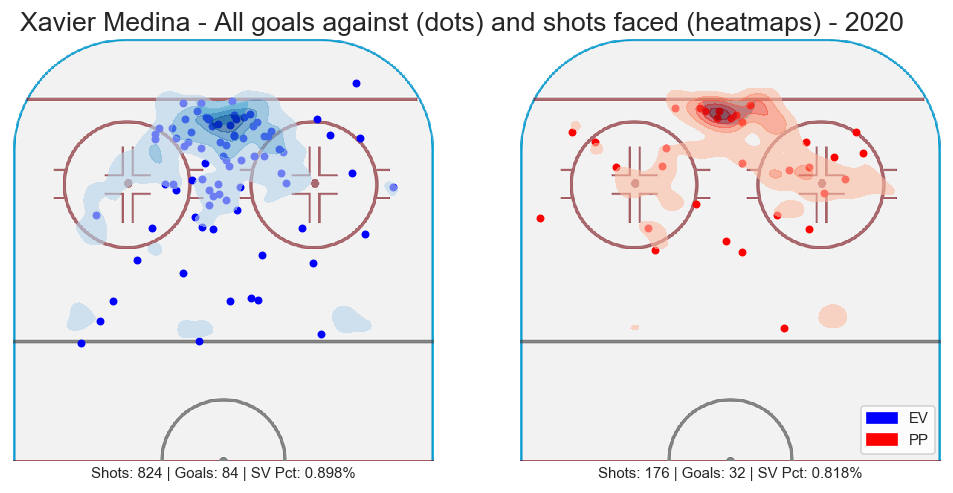 Xavier Medina - All goals against (dots) and shots faced (heatmaps) - 2020
EV
PP
Shots: 824 | Goals: 84 | SV Pct: 0.898%
Shots: 176 | Goals: 32 | SV Pct: 0.818%